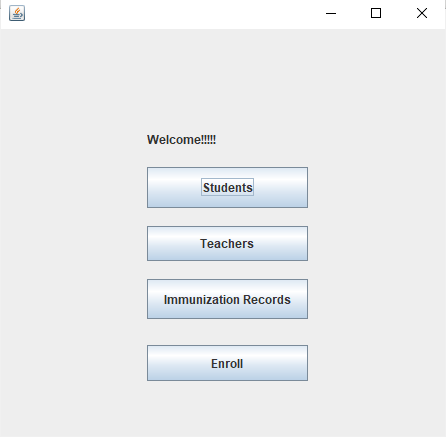 Welcome!!!!!
Students
Teachers
Immunization Records
Enroll